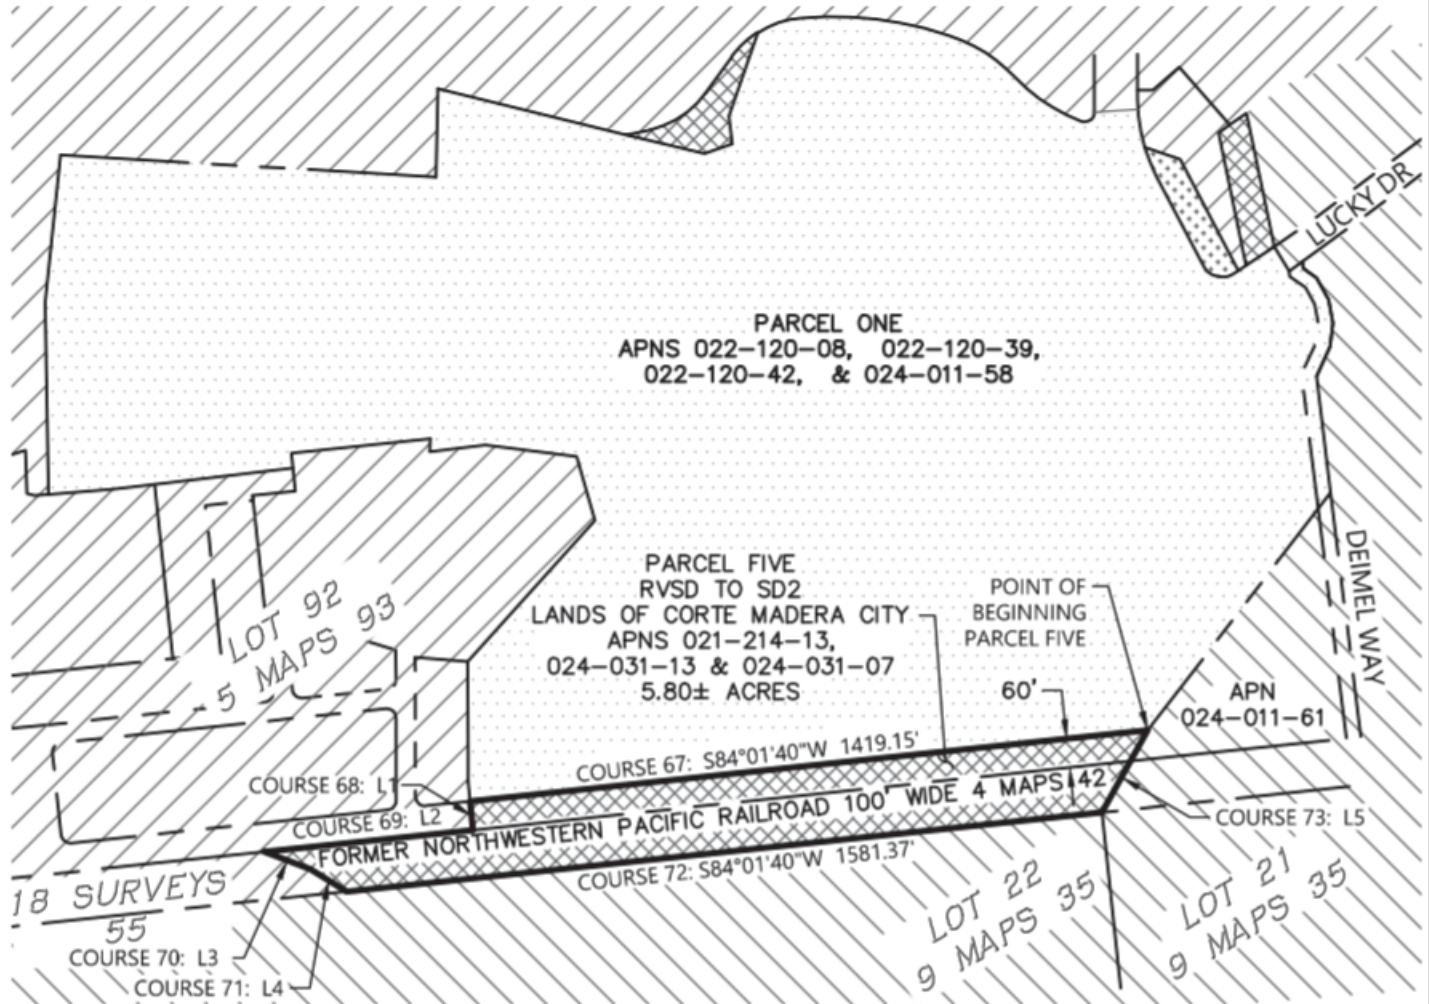 LUCKY DR
PARCEL ONE
APNS 022-120-08, 022-120-39,
022-120-42, & 024-011-58
LOT 92
5 MAPS 93
PARCEL FIVE
RVSD TO SD2
LANDS OF CORTE MADERA CITY
APNS 021-214-13,
024-031-13 & 024-031-07
5.80± ACRES
POINT OF
BEGINNING
PARCEL FIVE
60'
DEIMEL WAY
APN
024-011-61
COURSE 67: S84°01'40"W 1419.15'
COURSE 68: L1
COURSE 69: L2
FORMER NORTHWESTERN PACIFIC RAILROAD 100' WIDE 4 MAPS 42
COURSE 73: L5
COURSE 72: S84°01'40"W 1581.37'
18 SURVEYS
55
COURSE 70: L3
COURSE 71: L4
LOT 22
9 MAPS 35
LOT 21
9 MAPS 35